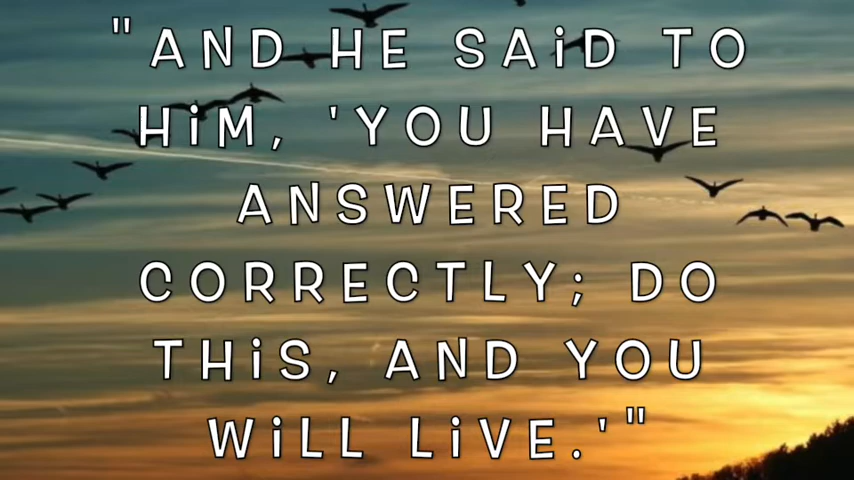 "AND HE SAiD TO
HiM, 'YOU HAVE
ANSWERED
CORRECTLY; DO
THiS, AND YOU
WiLL LiVE.'"